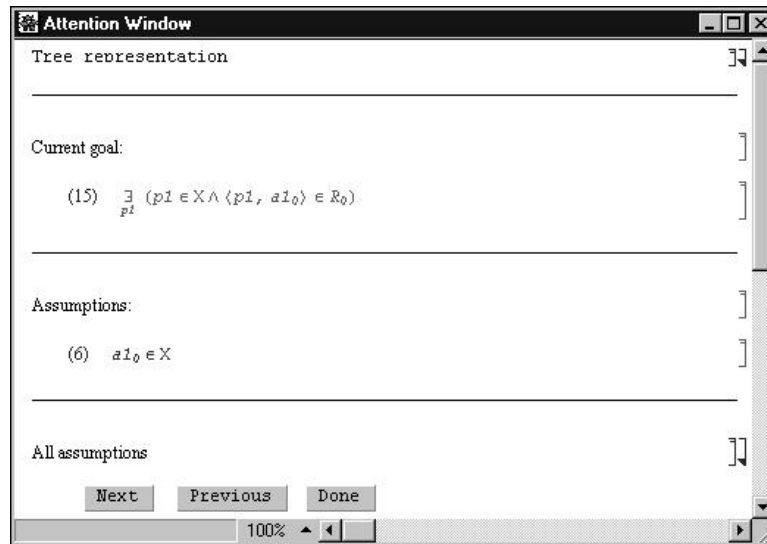 Attention Window
Tree representation
Current goal:
(15) ∃ (p1 ∈ X ∧ ⟨p1, a1₀⟩ ∈ R₀)
p1
Assumptions:
(6) a1₀ ∈ X
All assumptions
Next Previous Done
100%